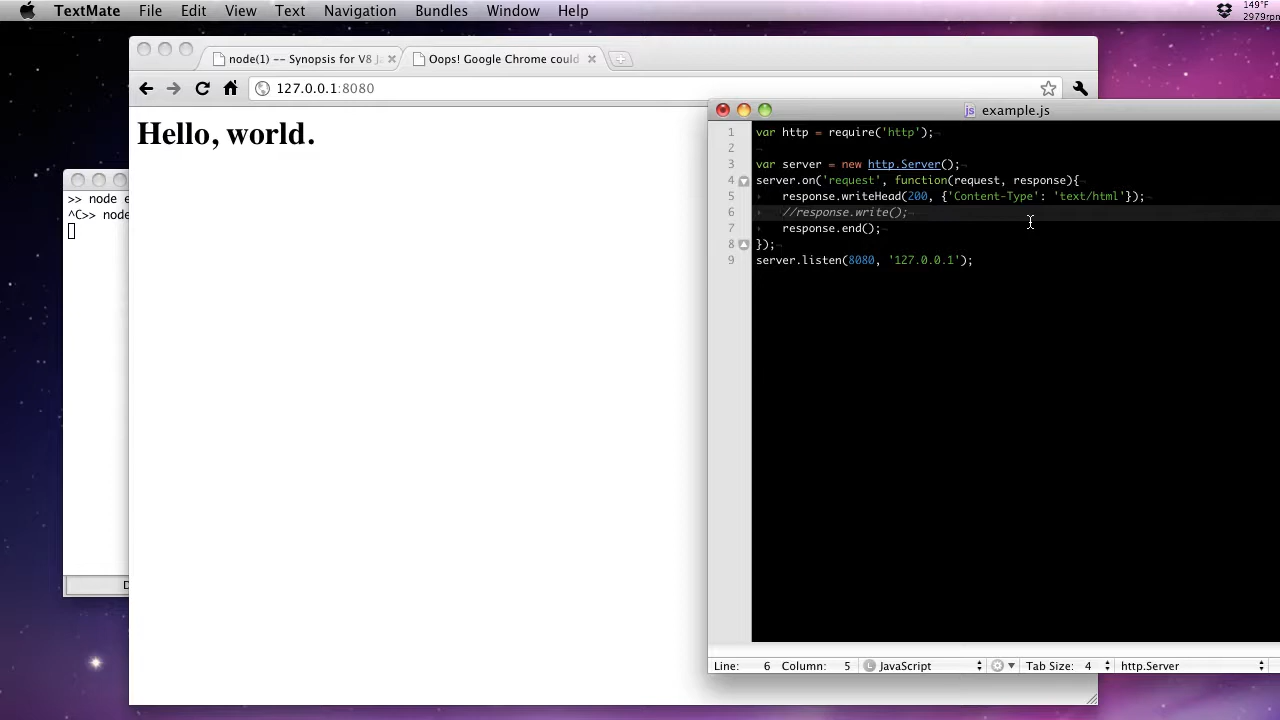 TextMate File Edit View Text Navigation Bundles Window Help
149°F
2979rpm
node(1) -- Synopsis for V8 J
Oops! Google Chrome could
127.0.0.1:8080
Hello, world.
>> node e
^C>> node
example.js
1 var http = require('http');
2
3 var server = new http.Server();
4 server.on('request', function(request, response){
5 response.writeHead(200, {'Content-Type': 'text/html'});
6 //response.write();
7 response.end();
8 });
9 server.listen(8080, '127.0.0.1');
Line: 6 Column: 5 L JavaScript Tab Size: 4 http.Server